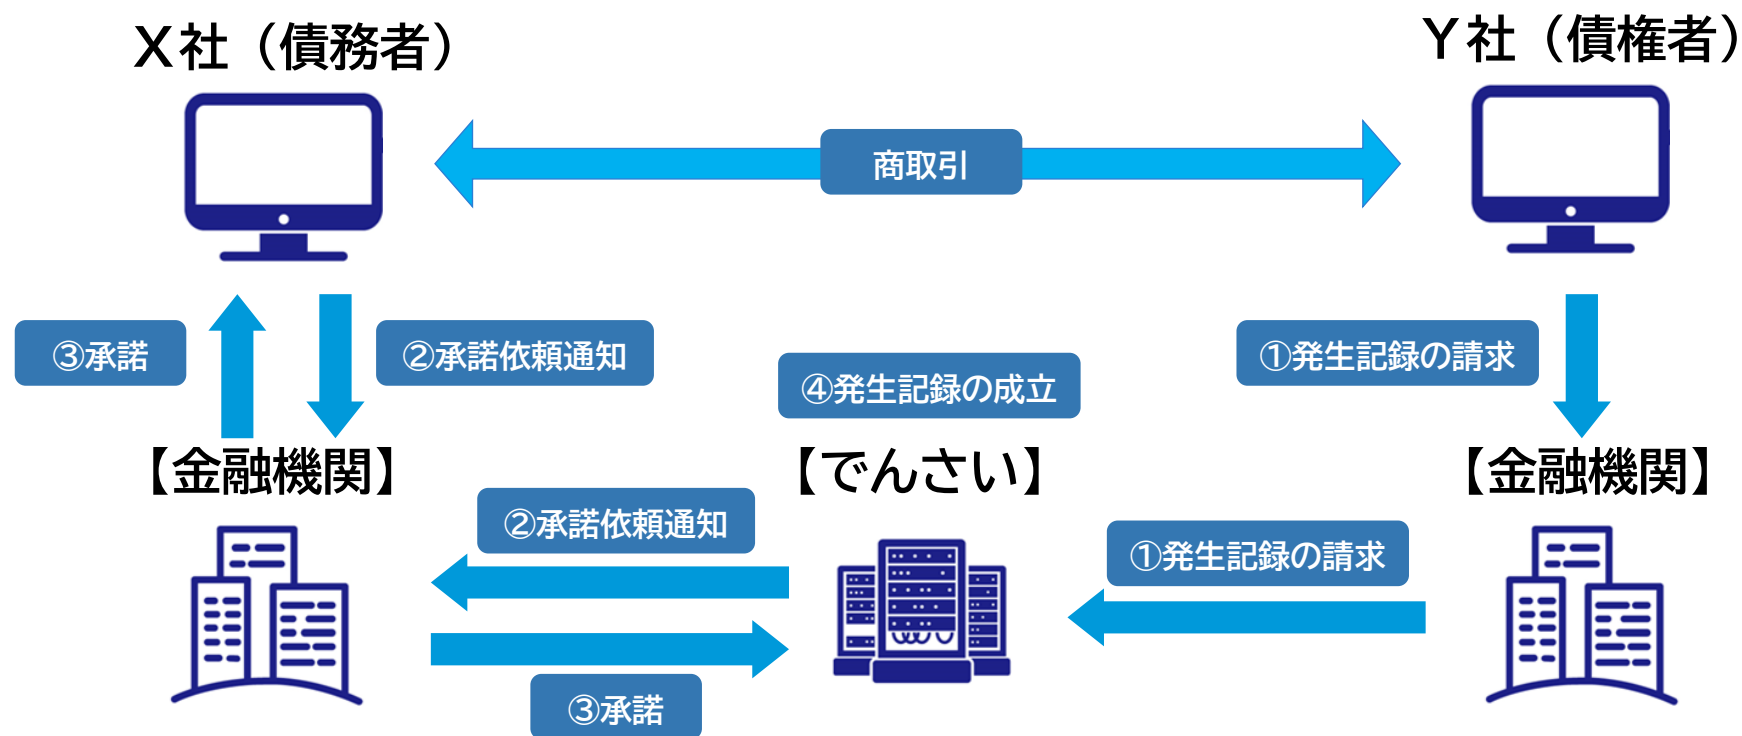 X社（債務者）
Y社（債権者）
商取引
③承諾
②承諾依頼通知
④発生記録の成立
①発生記録の請求
【金融機関】
【でんさい】
【金融機関】
②承諾依頼通知
①発生記録の請求
③承諾